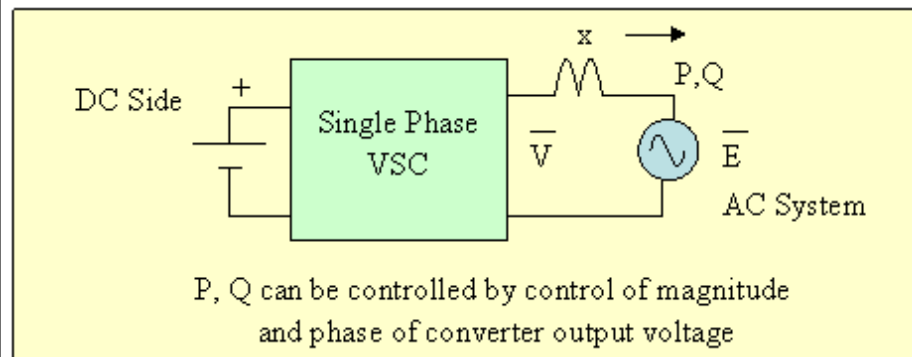 x
P,Q
+
DC Side
Single Phase
VSC
V
E
AC System
P, Q can be controlled by control of magnitude
and phase of converter output voltage